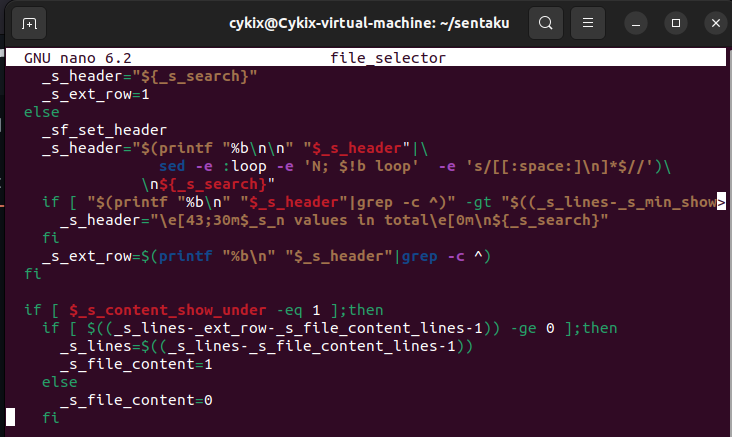 cykix@Cykix-virtual-machine: ~/sentaku
GNU nano 6.2 file_selector
_s_header="${_s_search}"
_s_ext_row=1
else
_sf_set_header
_s_header="$(printf "%b\n\n" "$_s_header"|\
sed -e :loop -e 'N; $!b loop'  -e 's/[[:space:]\n]*$//')\
\n${_s_search}"
if [ "$(printf "%b\n" "$_s_header"|grep -c ^)" -gt "$((_s_lines-_s_min_show>
_s_header="\e[43;30m$_s_n values in total\e[0m\n${_s_search}"
fi
_s_ext_row=$(printf "%b\n" "$_s_header"|grep -c ^)
fi
if [ $_s_content_show_under -eq 1 ];then
if [ $((_s_lines-_ext_row-_s_file_content_lines-1)) -ge 0 ];then
_s_lines=$((_s_lines-_s_file_content_lines-1))
_s_file_content=1
else
_s_file_content=0
fi